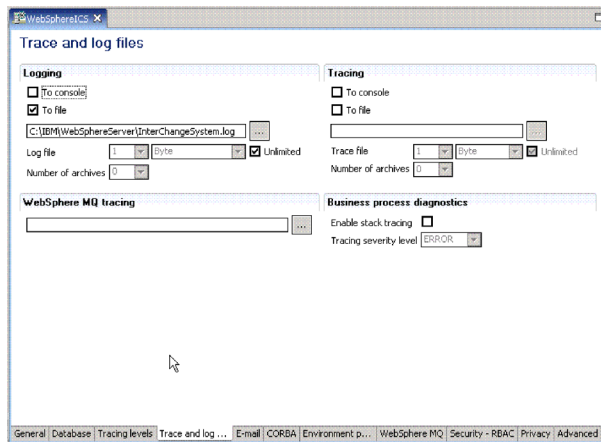 WebSphereICS
Trace and log files
Logging
To console
To file
C:\IBM\WebSphereServer\InterChangeSystem.log ...
Log file 1 Byte Unlimited
Number of archives 0
Tracing
To console
To file
...
Trace file 1 Byte Unlimited
Number of archives 0
WebSphere MQ tracing
...
Business process diagnostics
Enable stack tracing
Tracing severity level ERROR
General Database Tracing levels Trace and log ... E-mail CORBA Environment p... WebSphere MQ Security - RBAC Privacy Advanced